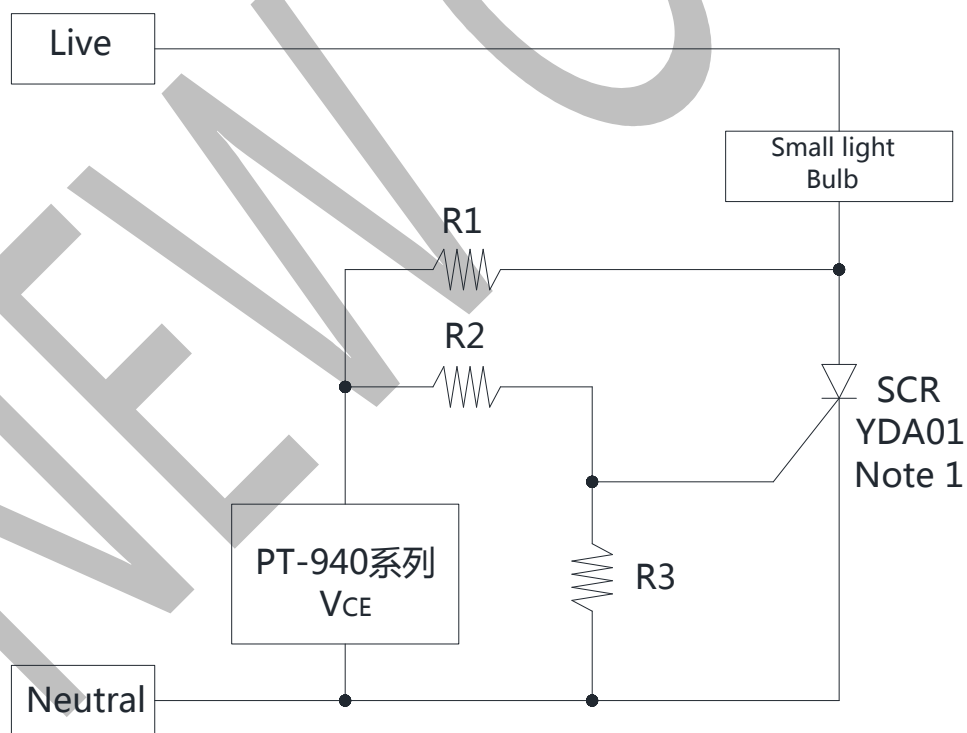 Live
Small light
Bulb
R1
R2
SCR
YDA01
Note 1
PT-940系列
VCE
R3
Neutral
NEW